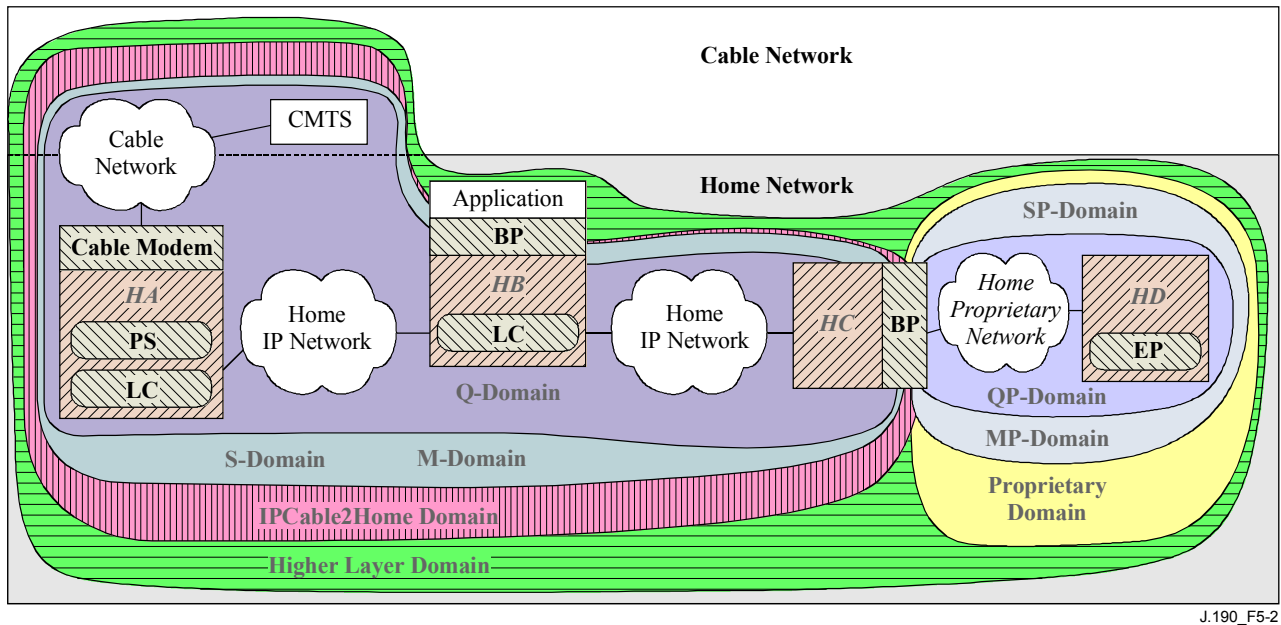 Cable Network
CMTS
Cable
Network
Home Network
Application
BP
SP-Domain
Cable Modem
HA
PS
LC
Home
IP Network
HB
LC
Home
IP Network
HC
BP
Home
Proprietary
Network
HD
EP
Q-Domain
QP-Domain
MP-Domain
S-Domain
M-Domain
Proprietary
Domain
IPCable2Home Domain
Higher Layer Domain
J.190_F5-2